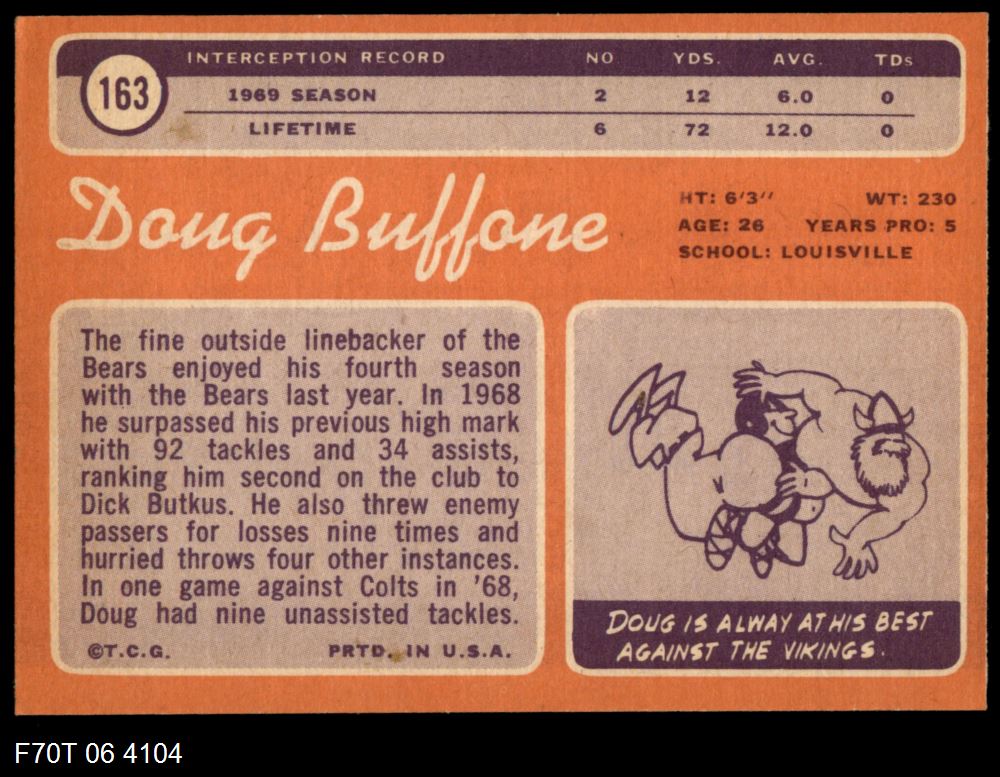 163
INTERCEPTION RECORD NO YDS. AVG. TDs
1969 SEASON 2 12 6.0 0
LIFETIME 6 72 12.0 0
Doug Buffone
HT: 6'3" WT: 230
AGE: 26 YEARS PRO: 5
SCHOOL: LOUISVILLE
The fine outside linebacker of the
Bears enjoyed his fourth season
with the Bears last year. In 1968
he surpassed his previous high mark
with 92 tackles and 34 assists,
ranking him second on the club to
Dick Butkus. He also threw enemy
passers for losses nine times and
hurried throws four other instances.
In one game against Colts in '68,
Doug had nine unassisted tackles.
©T.C.G. PRTD. IN U.S.A.
DOUG IS ALWAY AT HIS BEST
AGAINST THE VIKINGS.
F70T 06 4104